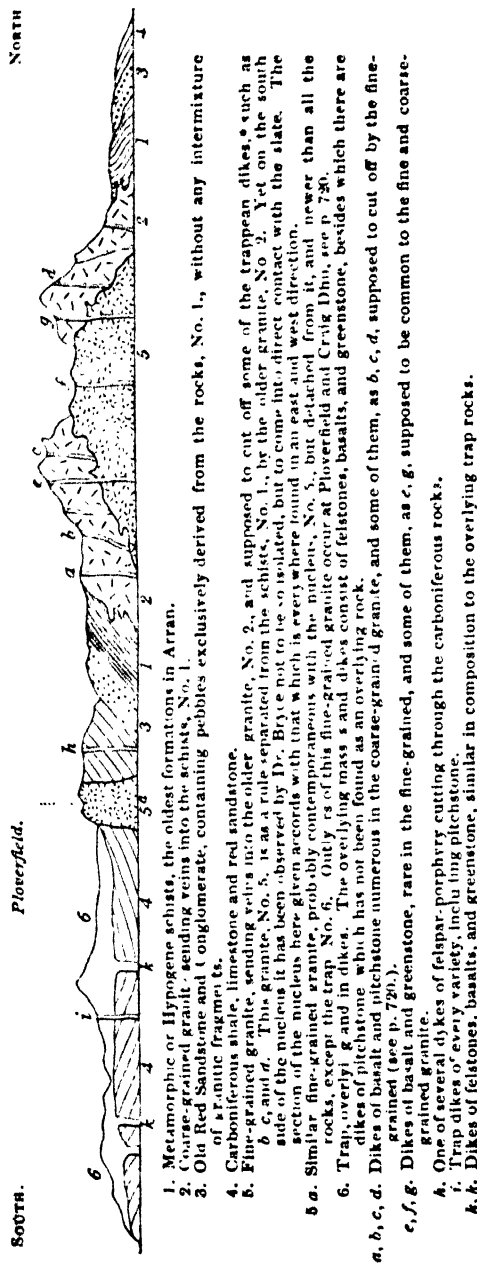 SOUTH. Ploverfield. NORTH
6 k 4 i k 6 4 5a h 3 1 2 a b e c f 5 g d 2 e 1 3 1
1. Metamorphic or Hypogene schists, the oldest formations in Arran.
2. Coarse-grained granite sending veins into the schists, No. 1.
3. Old Red Sandstone and Conglomerate, containing pebbles exclusively derived from the rocks, No. 1., without any intermixture
of granitic fragments.
4. Carboniferous shale, limestone and red sandstone.
5. Fine-grained granite, sending veins into the older granite, No. 2., and supposed to cut off some of the trappean dikes,* such as
b c, and d. This granite, No. 5, is as a rule separated from the schists, No. 1., by the older granite, No 2. Yet on the south
side of the nucleus it has been observed by Dr. Bryce not to be so isolated, but to come into direct contact with the slate. The
section of the nucleus here given accords with that which is everywhere found in an east and west direction.
5 a. Similar fine-grained granite, probably contemporaneous with the nucleus, No. 5., but detached from it, and newer than all the
rocks, except the trap No. 6. Outliers of this fine-grained granite occur at Ploverfield and Craig Dhu, see p 720.
6. Trap, overlying and in dikes. The overlying masses and dikes consist of felstones, basalts, and greenstone, besides which there are
dikes of pitchstone which has not been found as an overlying rock.
a, b, c, d. Dikes of basalt and pitchstone numerous in the coarse-grained granite, and some of them, as b, c, d, supposed to cut off by the fine-
grained (see p. 720.).
e, f, g. Dikes of basalt and greenstone, rare in the fine-grained, and some of them, as e, g, supposed to be common to the fine and coarse-
grained granite.
h. One of several dykes of felspar-porphyry cutting through the carboniferous rocks.
i. Trap dikes of every variety, including pitchstone.
k, k. Dikes of felstones, basalts, and greenstone, similar in composition to the overlying trap rocks.